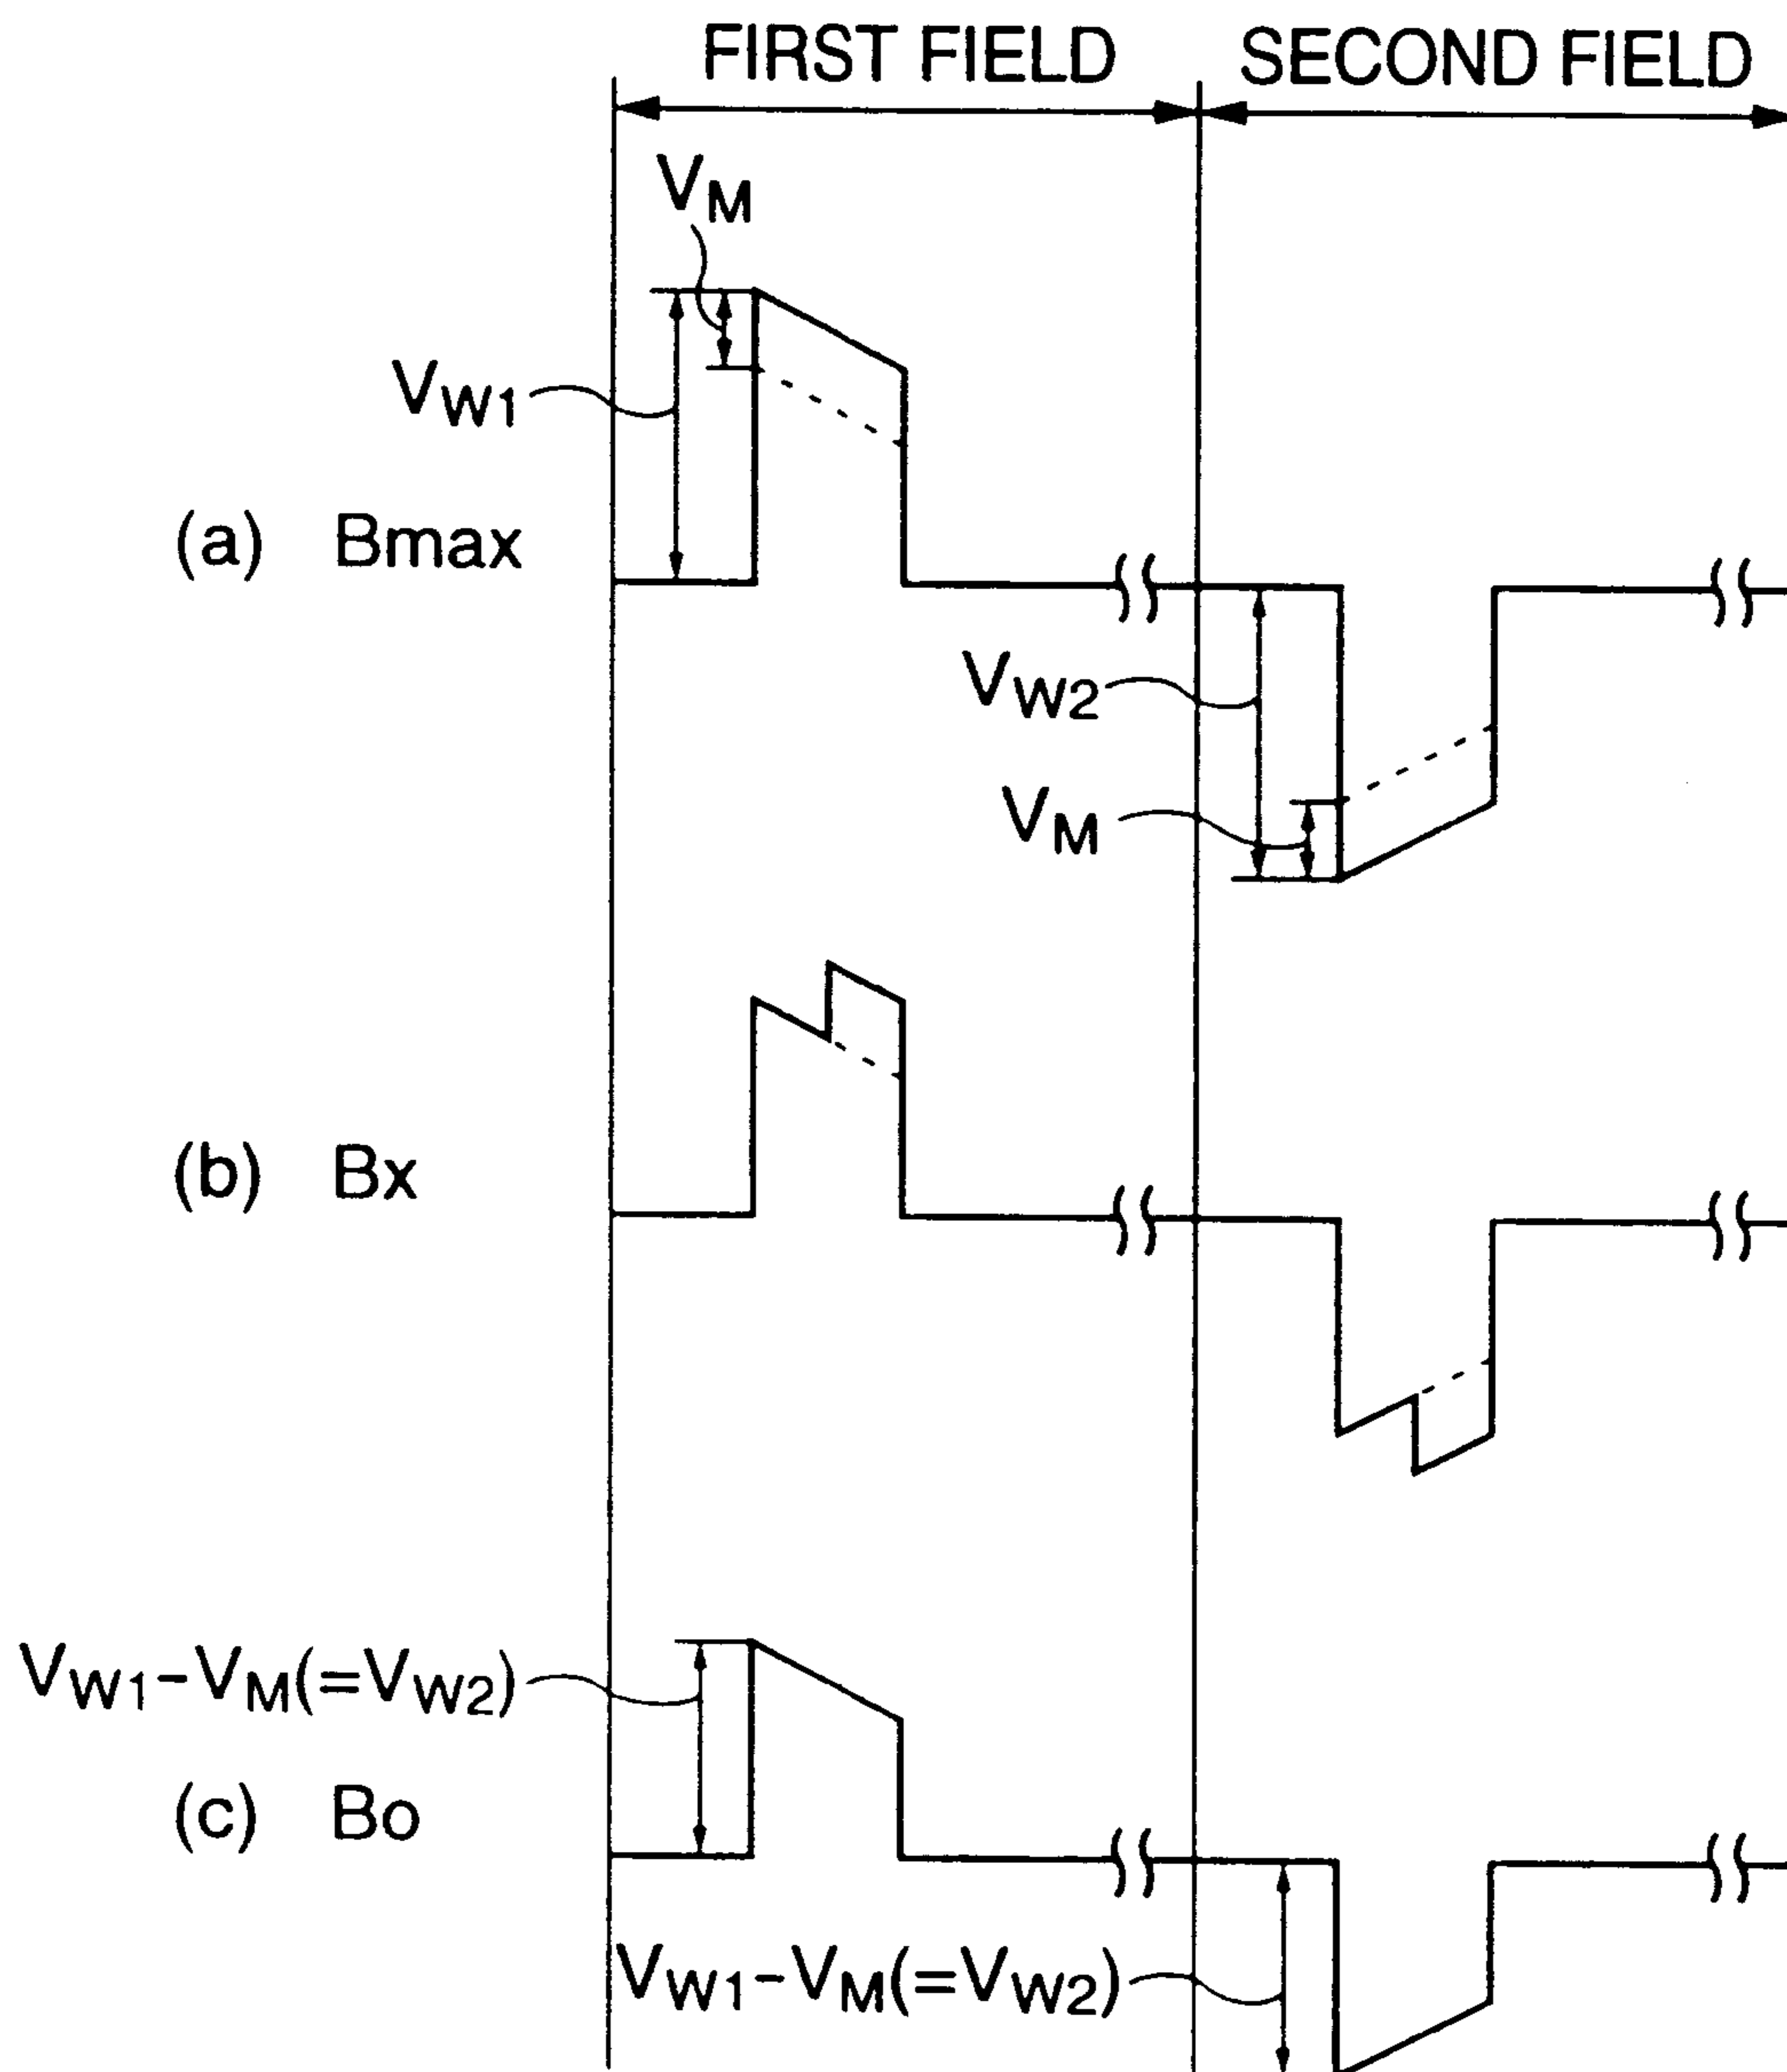 FIRST FIELD SECOND FIELD
VM
VW1
(a) Bmax
VW2
VM
(b) Bx
VW1-VM(=VW2)
(c) Bo
VW1-VM(=VW2)